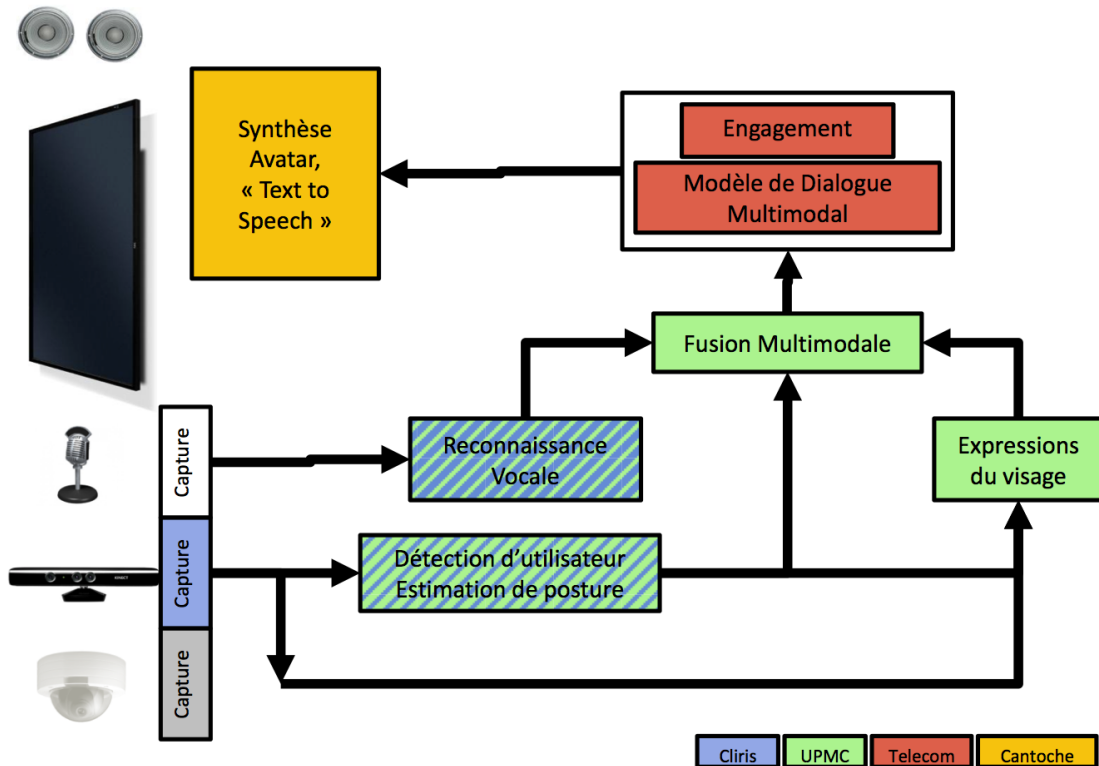 Synthèse
Avatar,
« Text to
Speech »
Engagement
Modèle de Dialogue
Multimodal
Fusion Multimodale
Capture
Reconnaissance
Vocale
Expressions
du visage
Capture
Détection d’utilisateur
Estimation de posture
Capture
Cliris
UPMC
Telecom
Cantoche